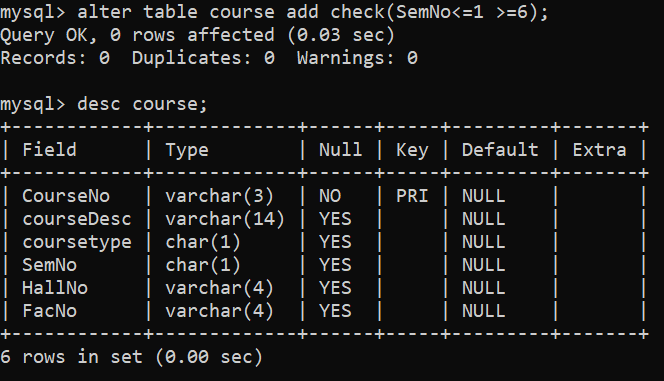 mysql> alter table course add check(SemNo<=1 >=6);
Query OK, 0 rows affected (0.03 sec)
Records: 0  Duplicates: 0  Warnings: 0

mysql> desc course;
+------------+-------------+------+-----+---------+-------+
| Field      | Type        | Null | Key | Default | Extra |
+------------+-------------+------+-----+---------+-------+
| CourseNo   | varchar(3)  | NO   | PRI | NULL    |       |
| courseDesc | varchar(14) | YES  |     | NULL    |       |
| coursetype | char(1)     | YES  |     | NULL    |       |
| SemNo      | char(1)     | YES  |     | NULL    |       |
| HallNo     | varchar(4)  | YES  |     | NULL    |       |
| FacNo      | varchar(4)  | YES  |     | NULL    |       |
+------------+-------------+------+-----+---------+-------+
6 rows in set (0.00 sec)